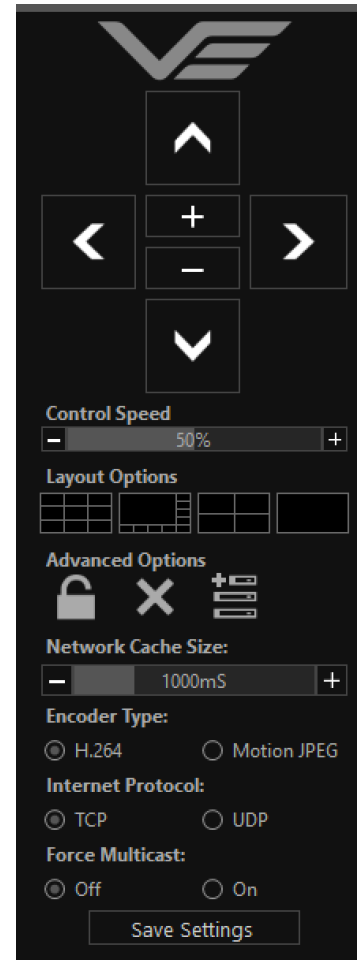 +
−
Control Speed
− 50% +
Layout Options
Advanced Options
Network Cache Size:
− 1000mS +
Encoder Type:
H.264 Motion JPEG
Internet Protocol:
TCP UDP
Force Multicast:
Off On
Save Settings